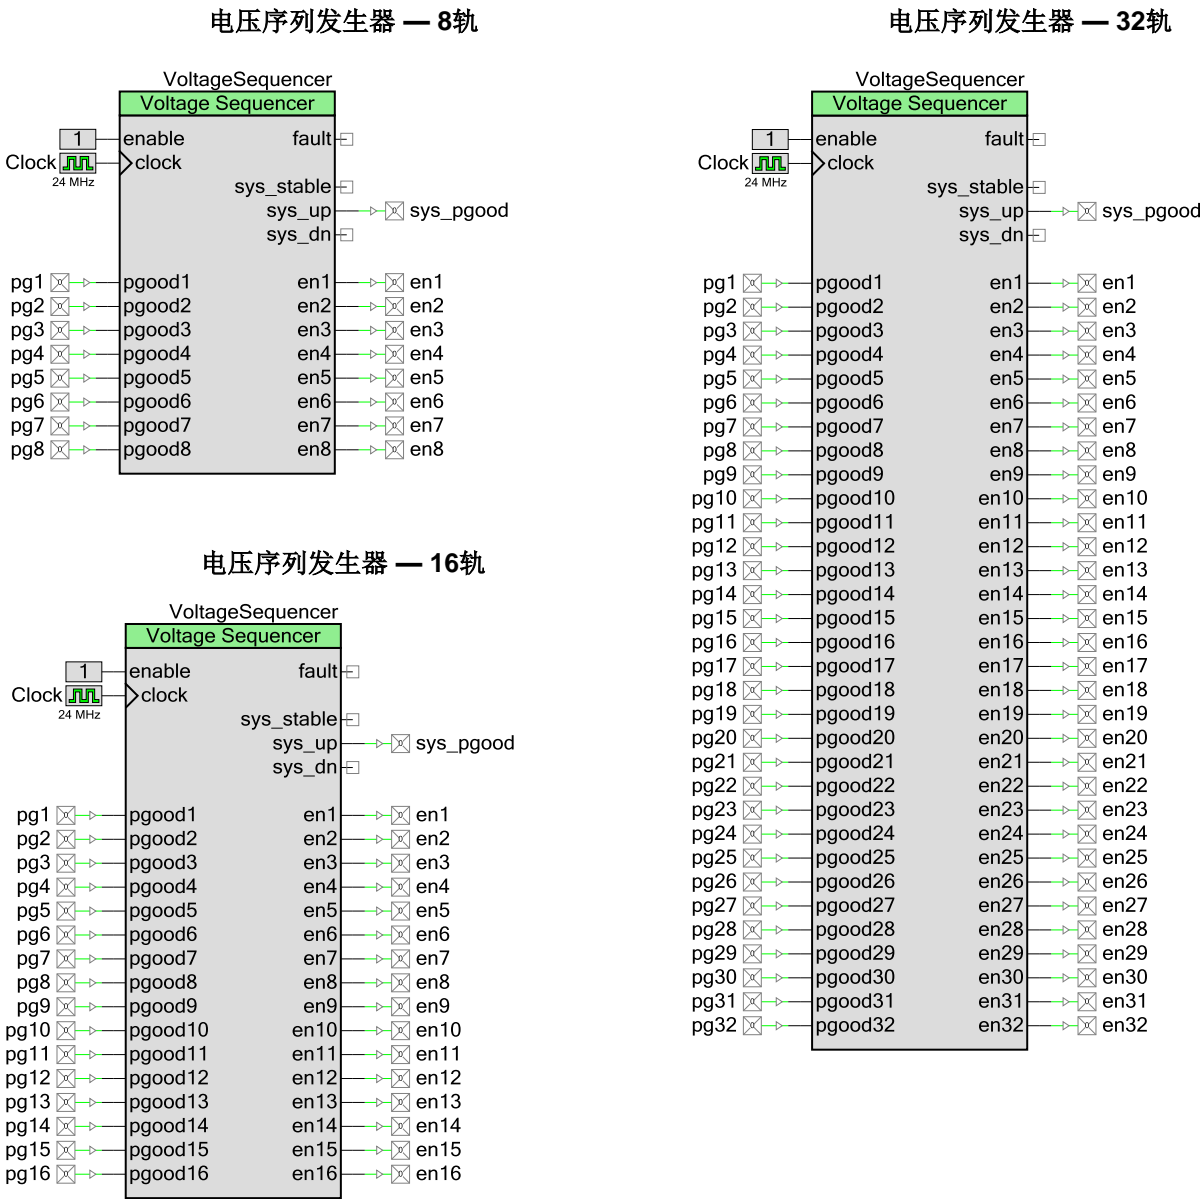 电压序列发生器 — 8轨
VoltageSequencer
Voltage Sequencer
1 enable fault
Clock clock
24 MHz
sys_stable
sys_up sys_pgood
sys_dn
pg1 pgood1 en1 en1
pg2 pgood2 en2 en2
pg3 pgood3 en3 en3
pg4 pgood4 en4 en4
pg5 pgood5 en5 en5
pg6 pgood6 en6 en6
pg7 pgood7 en7 en7
pg8 pgood8 en8 en8
电压序列发生器 — 16轨
VoltageSequencer
Voltage Sequencer
1 enable fault
Clock clock
24 MHz
sys_stable
sys_up sys_pgood
sys_dn
pg1 pgood1 en1 en1
pg2 pgood2 en2 en2
pg3 pgood3 en3 en3
pg4 pgood4 en4 en4
pg5 pgood5 en5 en5
pg6 pgood6 en6 en6
pg7 pgood7 en7 en7
pg8 pgood8 en8 en8
pg9 pgood9 en9 en9
pg10 pgood10 en10 en10
pg11 pgood11 en11 en11
pg12 pgood12 en12 en12
pg13 pgood13 en13 en13
pg14 pgood14 en14 en14
pg15 pgood15 en15 en15
pg16 pgood16 en16 en16
电压序列发生器 — 32轨
VoltageSequencer
Voltage Sequencer
1 enable fault
Clock clock
24 MHz
sys_stable
sys_up sys_pgood
sys_dn
pg1 pgood1 en1 en1
pg2 pgood2 en2 en2
pg3 pgood3 en3 en3
pg4 pgood4 en4 en4
pg5 pgood5 en5 en5
pg6 pgood6 en6 en6
pg7 pgood7 en7 en7
pg8 pgood8 en8 en8
pg9 pgood9 en9 en9
pg10 pgood10 en10 en10
pg11 pgood11 en11 en11
pg12 pgood12 en12 en12
pg13 pgood13 en13 en13
pg14 pgood14 en14 en14
pg15 pgood15 en15 en15
pg16 pgood16 en16 en16
pg17 pgood17 en17 en17
pg18 pgood18 en18 en18
pg19 pgood19 en19 en19
pg20 pgood20 en20 en20
pg21 pgood21 en21 en21
pg22 pgood22 en22 en22
pg23 pgood23 en23 en23
pg24 pgood24 en24 en24
pg25 pgood25 en25 en25
pg26 pgood26 en26 en26
pg27 pgood27 en27 en27
pg28 pgood28 en28 en28
pg29 pgood29 en29 en29
pg30 pgood30 en30 en30
pg31 pgood31 en31 en31
pg32 pgood32 en32 en32